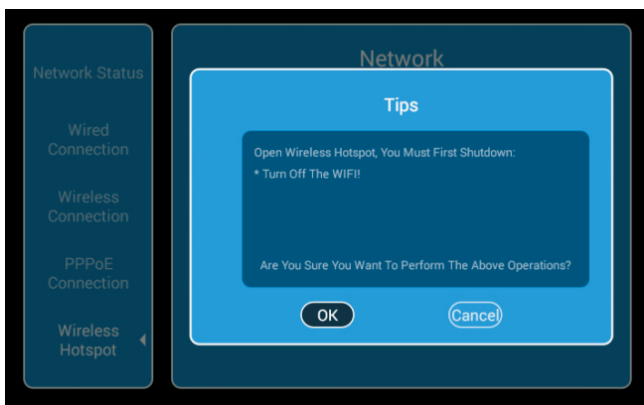 Network Status
Wired
Connection
Wireless
Connection
PPPoE
Connection
Wireless
Hotspot
Network
Tips
Open Wireless Hotspot, You Must First Shutdown:
* Turn Off The WIFI!
Are You Sure You Want To Perform The Above Operations?
OK
Cancel